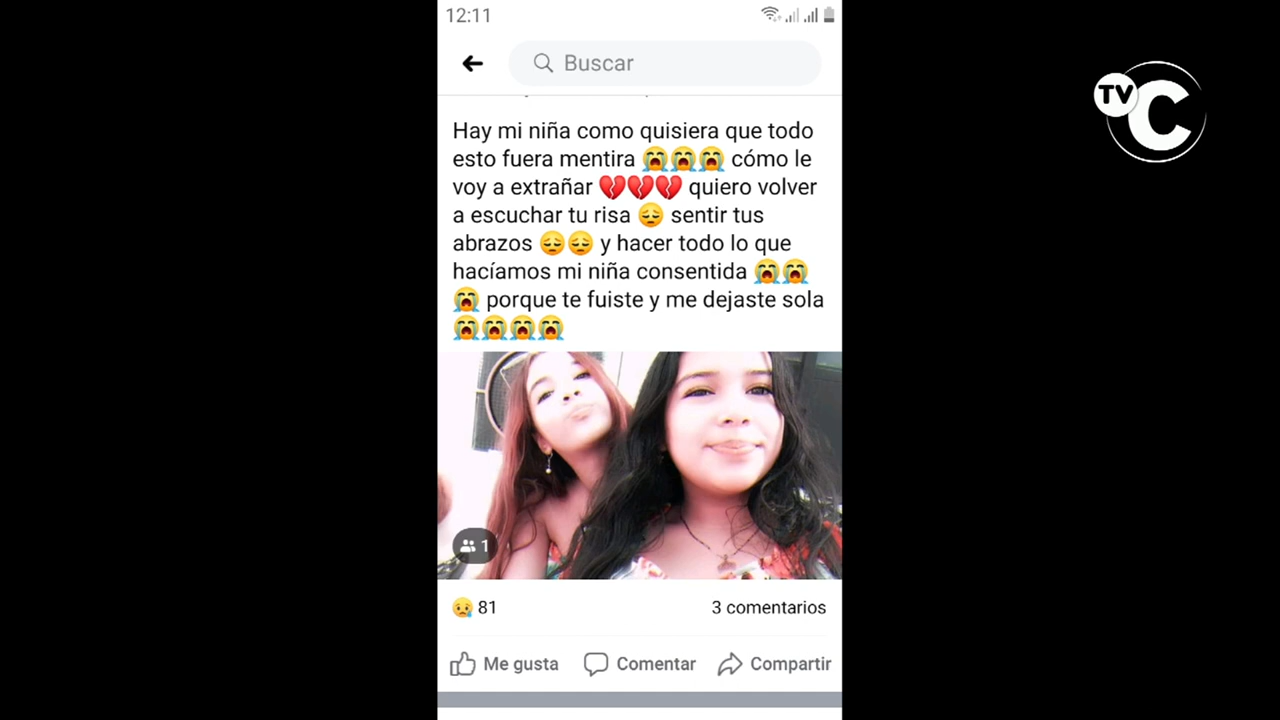 12:11
Buscar
TV C
Hay mi niña como quisiera que todo
esto fuera mentira 😭😭😭 cómo le
voy a extrañar 💔💔💔 quiero volver
a escuchar tu risa 😔 sentir tus
abrazos 😔😔 y hacer todo lo que
hacíamos mi niña consentida 😭😭
😭 porque te fuiste y me dejaste sola
😭😭😭😭
1
81
3 comentarios
Me gusta
Comentar
Compartir